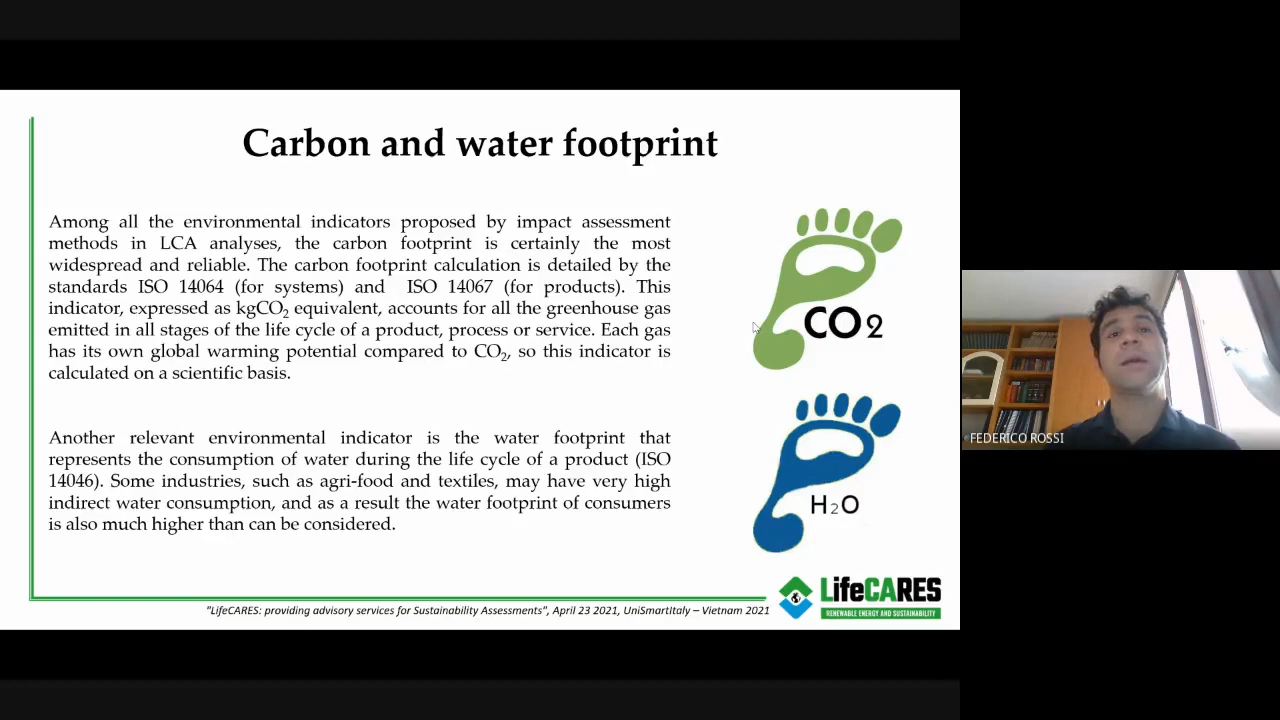 Carbon and water footprint
Among all the environmental indicators proposed by impact assessment
methods in LCA analyses, the carbon footprint is certainly the most
widespread and reliable. The carbon footprint calculation is detailed by the
standards ISO 14064 (for systems) and ISO 14067 (for products). This
indicator, expressed as kgCO₂ equivalent, accounts for all the greenhouse gas
emitted in all stages of the life cycle of a product, process or service. Each gas
has its own global warming potential compared to CO₂, so this indicator is
calculated on a scientific basis.
Another relevant environmental indicator is the water footprint that
represents the consumption of water during the life cycle of a product (ISO
14046). Some industries, such as agri-food and textiles, may have very high
indirect water consumption, and as a result the water footprint of consumers
is also much higher than can be considered.
CO2
H₂O
"LifeCARES: providing advisory services for Sustainability Assessments", April 23 2021, UniSmartItaly – Vietnam 2021
LifeCARES
RENEWABLE ENERGY AND SUSTAINABILITY
FEDERICO ROSSI